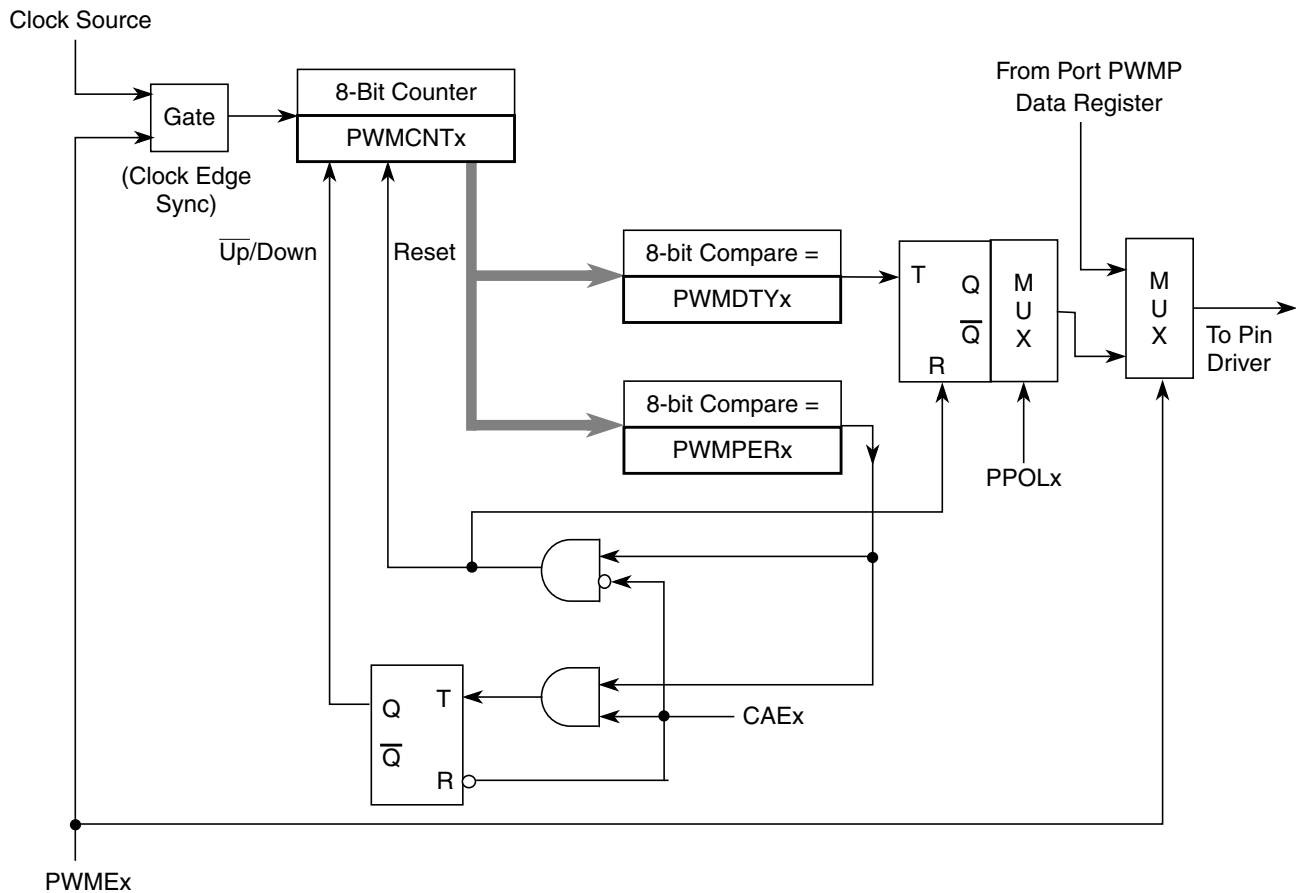 Clock Source
Gate
(Clock Edge
Sync)
8-Bit Counter
PWMCNTx
U̅p̅/Down
Reset
8-bit Compare =
PWMDTYx
8-bit Compare =
PWMPERx
T
Q
Q̅
R
M
U
X
PPOLx
From Port PWMP
Data Register
M
U
X
To Pin
Driver
Q
T
Q̅
R
CAEx
PWMEx